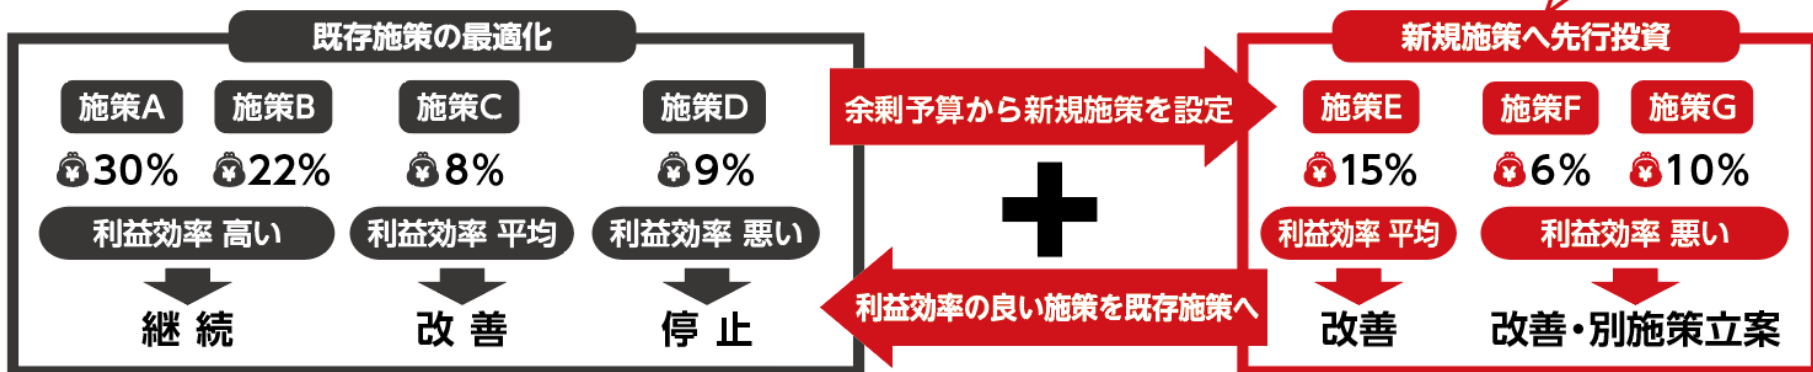 既存施策の最適化
施策A 施策B 施策C 施策D
¥30% ¥22% ¥8% ¥9%
利益効率 高い 利益効率 平均 利益効率 悪い
継続 改善 停止
余剰予算から新規施策を設定
+
利益効率の良い施策を既存施策へ
新規施策へ先行投資
施策E 施策F 施策G
¥15% ¥6% ¥10%
利益効率 平均 利益効率 悪い
改善 改善・別施策立案